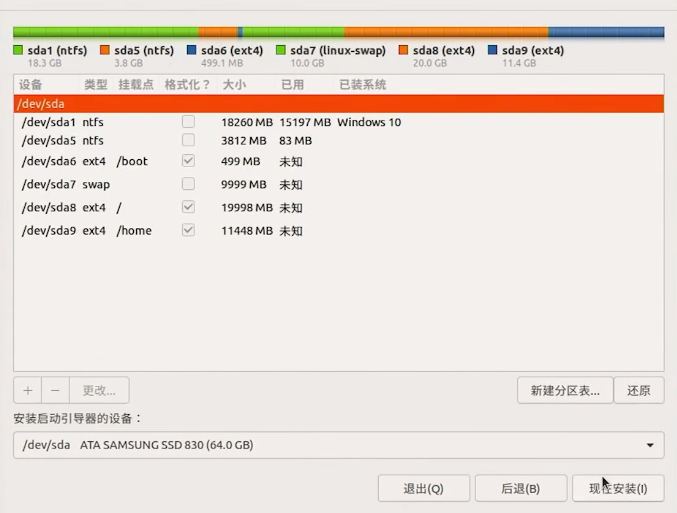 sda1 (ntfs) sda5 (ntfs) sda6 (ext4) sda7 (linux-swap) sda8 (ext4) sda9 (ext4)
18.3 GB 3.8 GB 499.1 MB 10.0 GB 20.0 GB 11.4 GB
设备 类型 挂载点 格式化？ 大小 已用 已装系统
/dev/sda
/dev/sda1 ntfs 18260 MB 15197 MB Windows 10
/dev/sda5 ntfs 3812 MB 83 MB
/dev/sda6 ext4 /boot 499 MB 未知
/dev/sda7 swap 9999 MB 未知
/dev/sda8 ext4 / 19998 MB 未知
/dev/sda9 ext4 /home 11448 MB 未知
+ − 更改... 新建分区表... 还原
安装启动引导器的设备：
/dev/sda ATA SAMSUNG SSD 830 (64.0 GB)
退出(Q) 后退(B) 现在安装(I)